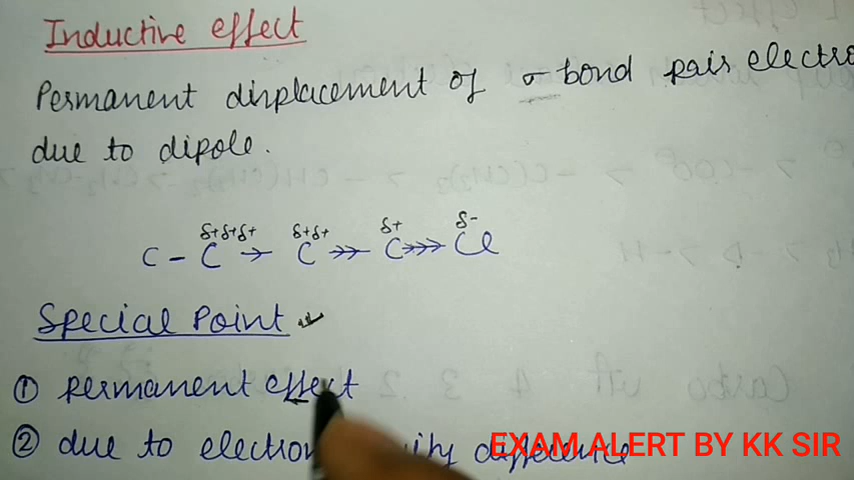 Inductive effect
Permanent displacement of σ bond pair electro
due to dipole.
δ+δ+δ+ δ+δ+ δ+ δ-
C - C → C →> C →>> Cl
Special Point
① permanent effect
② due to difference
EXAM ALERT BY KK SIR